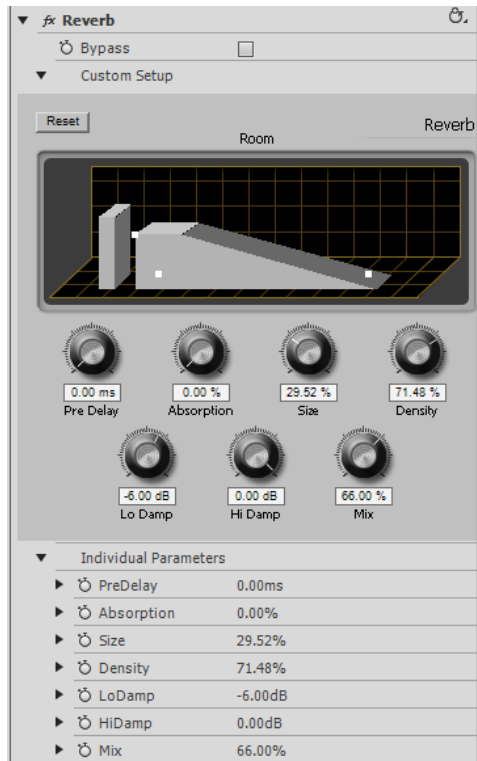 fx Reverb
Bypass
Custom Setup
Reset
Reverb
Room
0.00 ms 0.00 % 29.52 % 71.48 %
Pre Delay Absorption Size Density
-6.00 dB 0.00 dB 66.00 %
Lo Damp Hi Damp Mix
Individual Parameters
PreDelay 0.00ms
Absorption 0.00%
Size 29.52%
Density 71.48%
LoDamp -6.00dB
HiDamp 0.00dB
Mix 66.00%